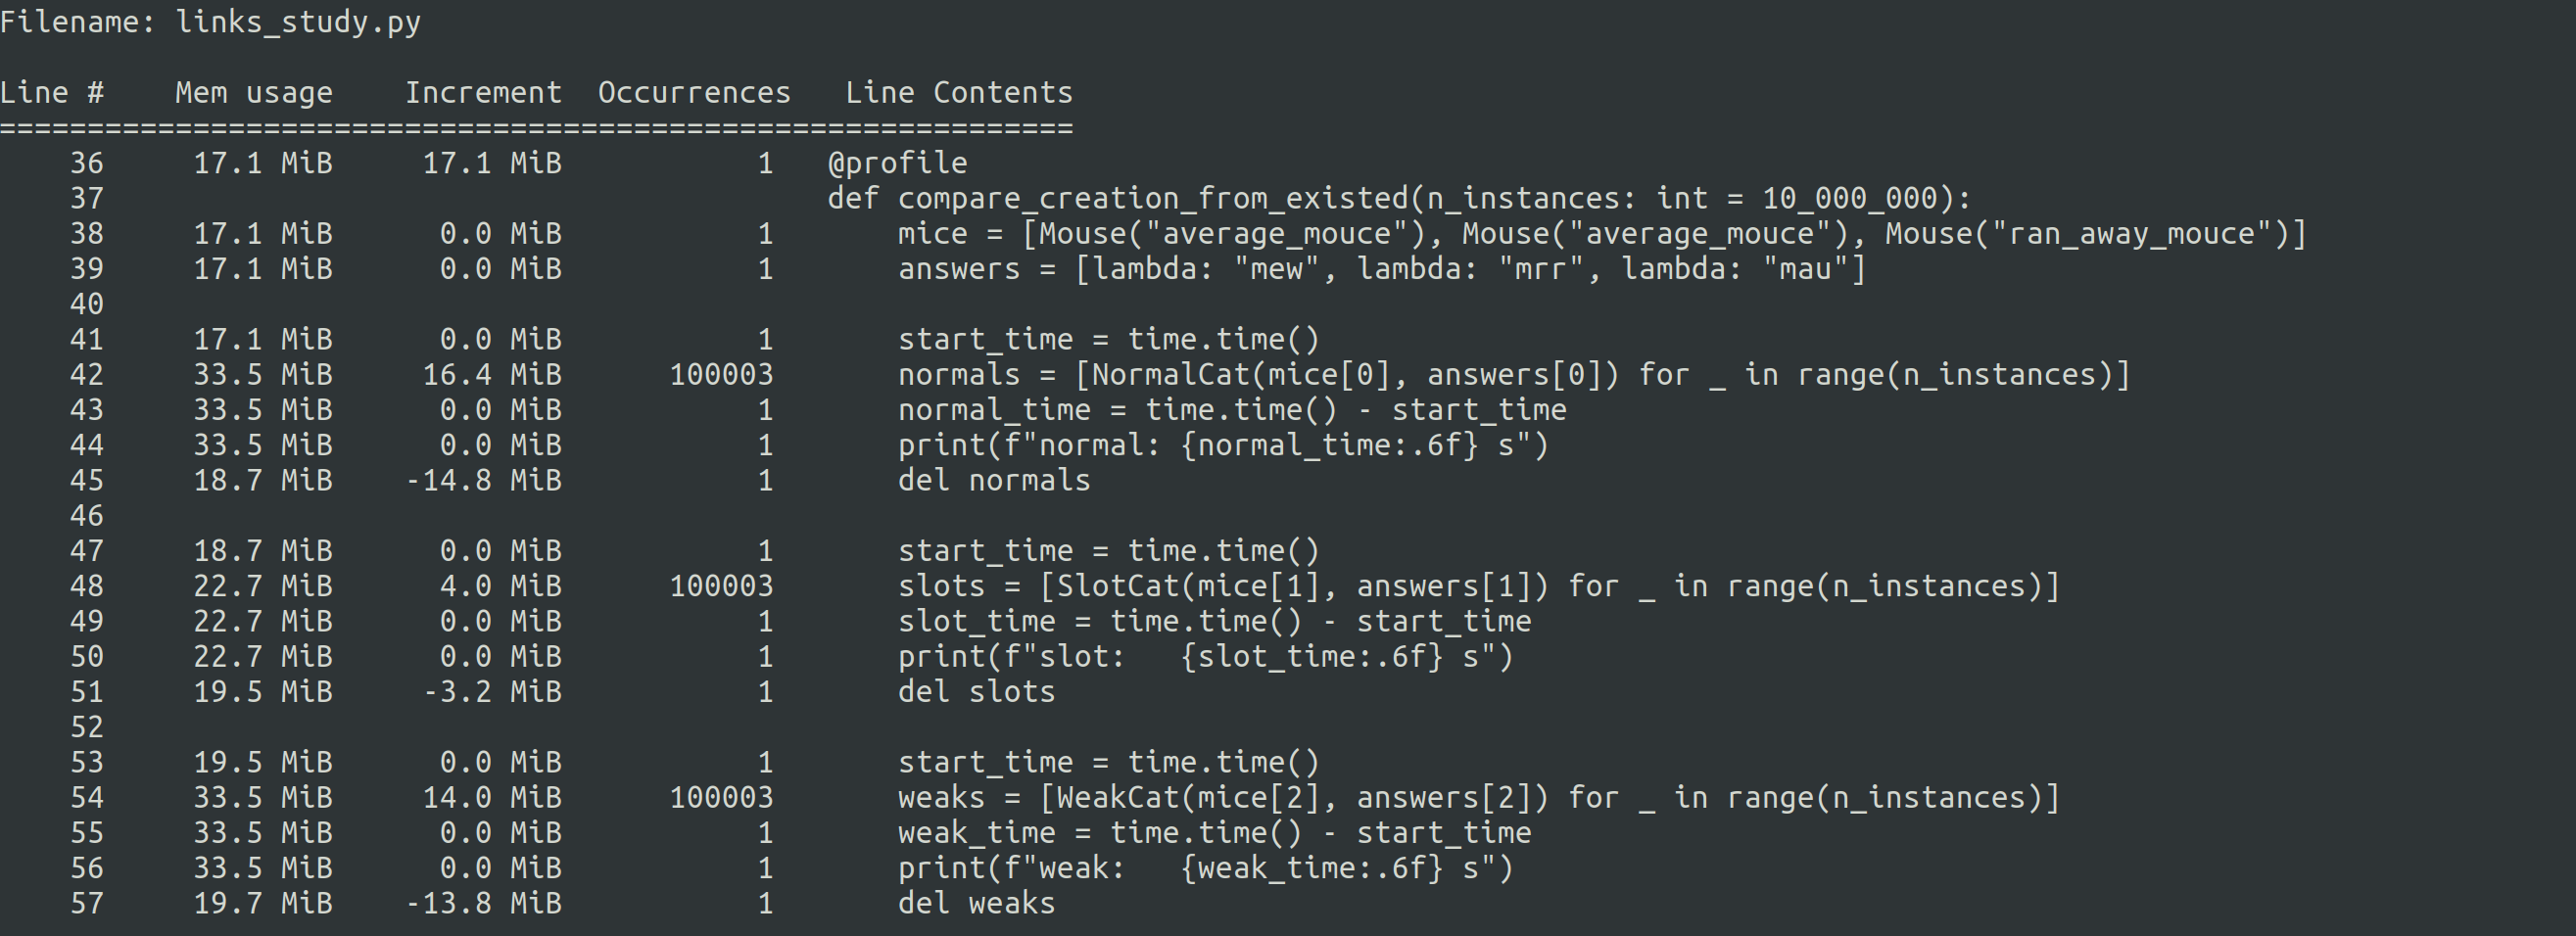 Filename: links_study.py
Line #    Mem usage    Increment  Occurrences   Line Contents
=============================================================
    36     17.1 MiB     17.1 MiB           1   @profile
    37                                         def compare_creation_from_existed(n_instances: int = 10_000_000):
    38     17.1 MiB      0.0 MiB           1       mice = [Mouse("average_mouce"), Mouse("average_mouce"), Mouse("ran_away_mouce")]
    39     17.1 MiB      0.0 MiB           1       answers = [lambda: "mew", lambda: "mrr", lambda: "mau"]
    40
    41     17.1 MiB      0.0 MiB           1       start_time = time.time()
    42     33.5 MiB     16.4 MiB      100003       normals = [NormalCat(mice[0], answers[0]) for _ in range(n_instances)]
    43     33.5 MiB      0.0 MiB           1       normal_time = time.time() - start_time
    44     33.5 MiB      0.0 MiB           1       print(f"normal: {normal_time:.6f} s")
    45     18.7 MiB    -14.8 MiB           1       del normals
    46
    47     18.7 MiB      0.0 MiB           1       start_time = time.time()
    48     22.7 MiB      4.0 MiB      100003       slots = [SlotCat(mice[1], answers[1]) for _ in range(n_instances)]
    49     22.7 MiB      0.0 MiB           1       slot_time = time.time() - start_time
    50     22.7 MiB      0.0 MiB           1       print(f"slot:   {slot_time:.6f} s")
    51     19.5 MiB     -3.2 MiB           1       del slots
    52
    53     19.5 MiB      0.0 MiB           1       start_time = time.time()
    54     33.5 MiB     14.0 MiB      100003       weaks = [WeakCat(mice[2], answers[2]) for _ in range(n_instances)]
    55     33.5 MiB      0.0 MiB           1       weak_time = time.time() - start_time
    56     33.5 MiB      0.0 MiB           1       print(f"weak:   {weak_time:.6f} s")
    57     19.7 MiB    -13.8 MiB           1       del weaks